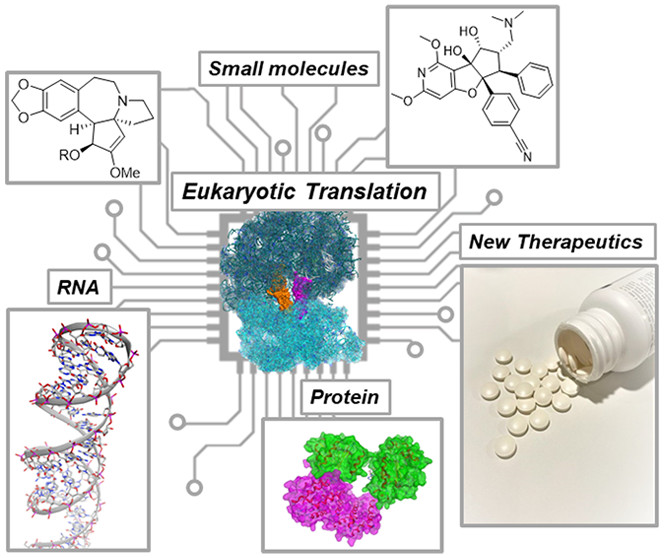 Small molecules
O
O
N
H
RO
OMe
N
HO
HO
O
N
O
O
N
Eukaryotic Translation
New Therapeutics
RNA
Protein